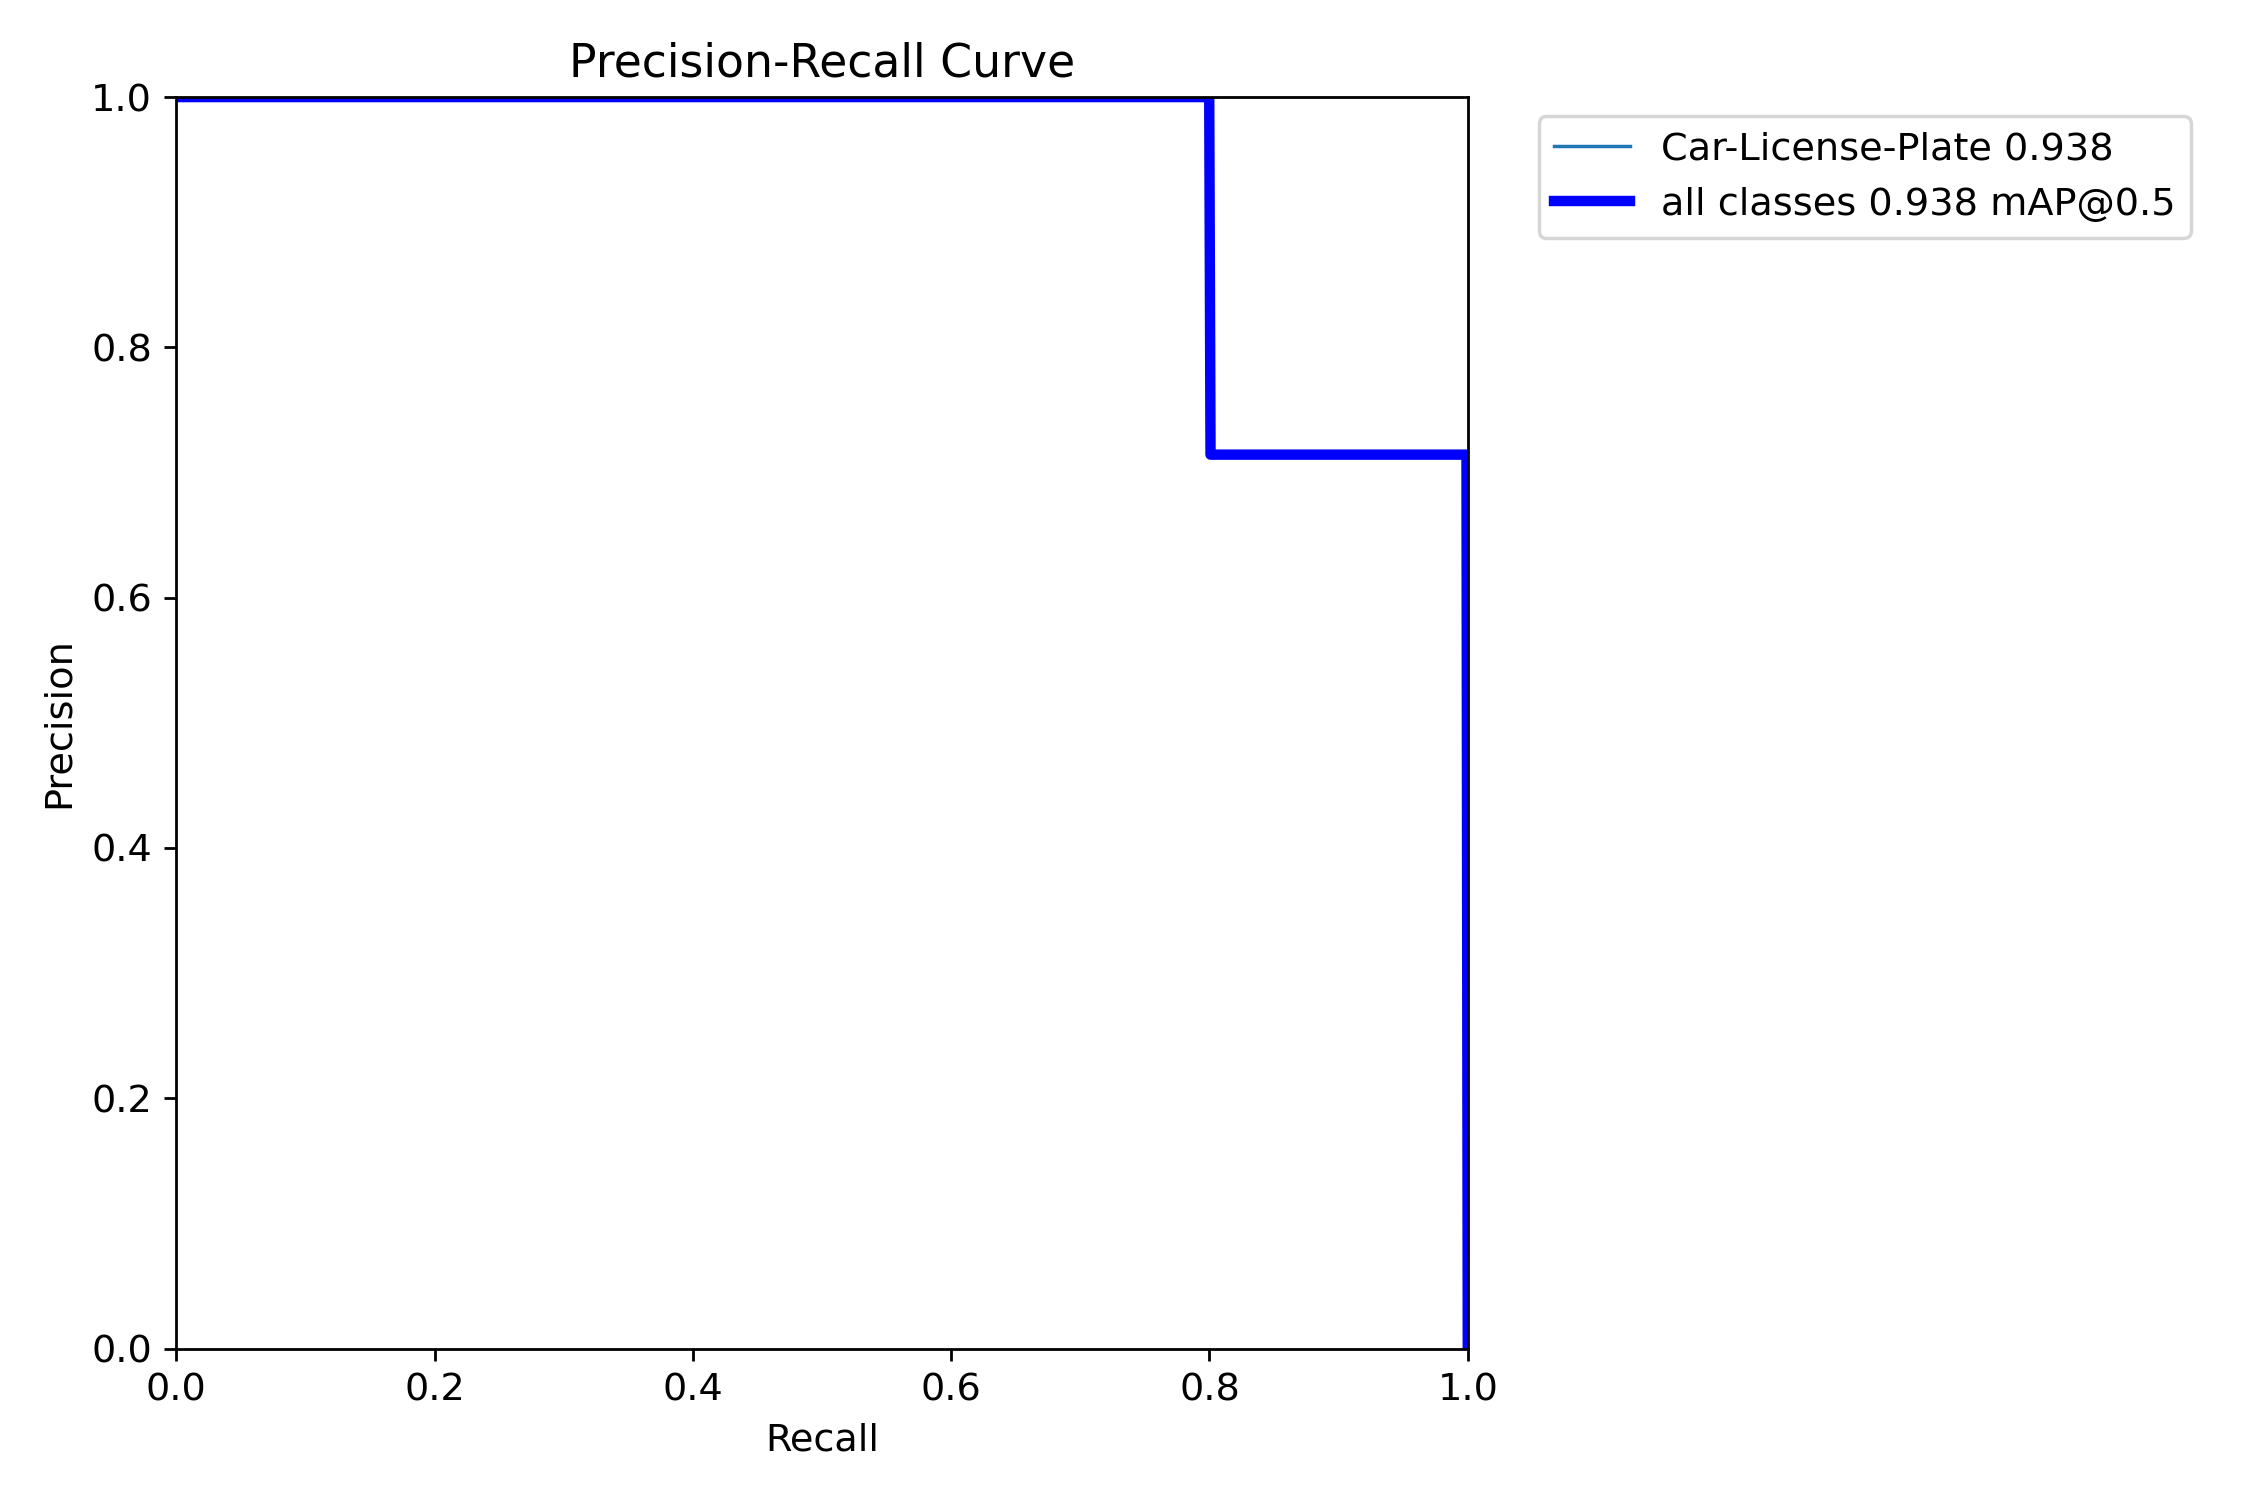 Precision-Recall Curve
1.0
0.8
0.6
0.4
0.2
0.0
Precision
0.0 0.2 0.4 0.6 0.8 1.0
Recall
Car-License-Plate 0.938
all classes 0.938 mAP@0.5